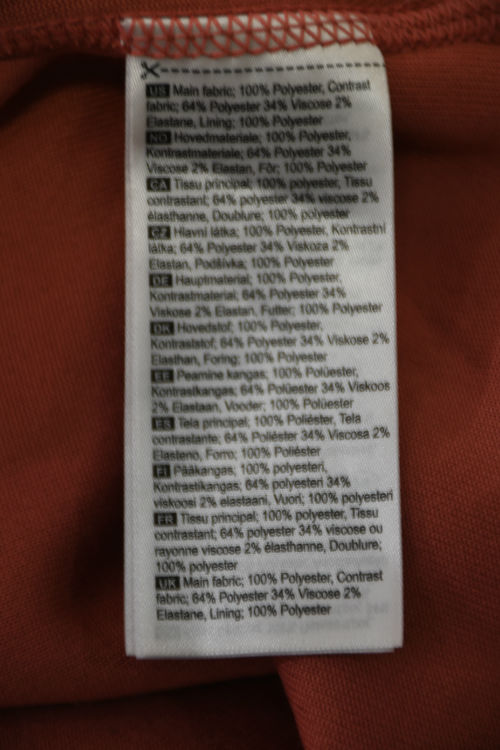 US Main fabric; 100% Polyester, Contrast
fabric; 64% Polyester 34% Viscose 2%
Elastane, Lining; 100% Polyester
NO Hovedmateriale; 100% Polyester,
Kontrastmateriale; 64% Polyester 34%
Viscose 2% Elastan, Fôr; 100% Polyester
CA Tissu principal; 100% polyester, Tissu
contrastant; 64% polyester 34% viscose 2%
élasthanne, Doublure; 100% polyester
CZ Hlavní látka; 100% Polyester, Kontrastní
látka; 64% Polyester 34% Viskoza 2%
Elastan, Podšívka; 100% Polyester
DE Hauptmaterial; 100% Polyester,
Kontrastmaterial; 64% Polyester 34%
Viskose 2% Elastan, Futter; 100% Polyester
DK Hovedstof; 100% Polyester,
Kontraststof; 64% Polyester 34% Viskose 2%
Elasthan, Foring; 100% Polyester
EE Peamine kangas; 100% Polüester,
Kontrastkangas; 64% Polüester 34% Viskoos
2% Elastaan, Vooder; 100% Polüester
ES Tela principal; 100% Poliéster, Tela
contrastante; 64% Poliéster 34% Viscosa 2%
Elasteno, Forro; 100% Poliéster
FI Pääkangas; 100% polyesteri,
Kontrastikangas; 64% polyesteri 34%
viskoosi 2% elastaani, Vuori; 100% polyesteri
FR Tissu principal; 100% polyester, Tissu
contrastant; 64% polyester 34% viscose ou
rayonne viscose 2% élasthanne, Doublure;
100% polyester
UK Main fabric; 100% Polyester, Contrast
fabric; 64% Polyester 34% Viscose 2%
Elastane, Lining; 100% Polyester